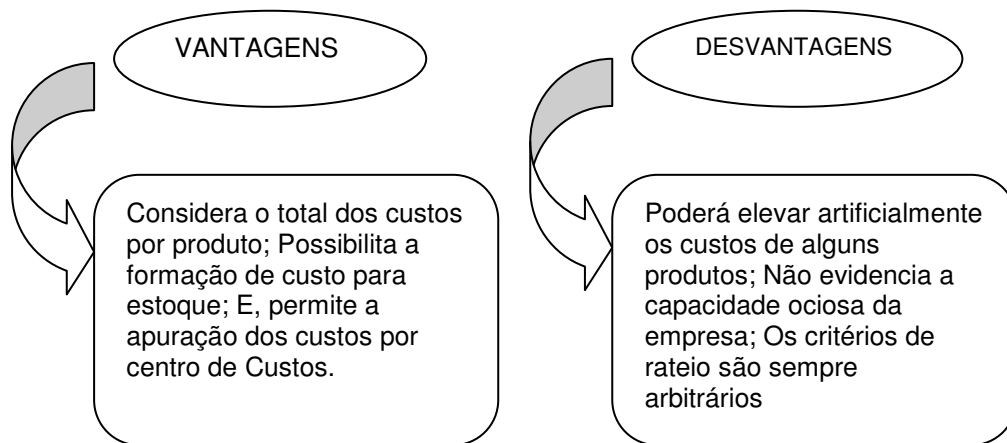 VANTAGENS
Considera o total dos custos
por produto; Possibilita a
formação de custo para
estoque; E, permite a
apuração dos custos por
centro de Custos.
DESVANTAGENS
Poderá elevar artificialmente
os custos de alguns
produtos; Não evidencia a
capacidade ociosa da
empresa; Os critérios de
rateio são sempre
arbitrários